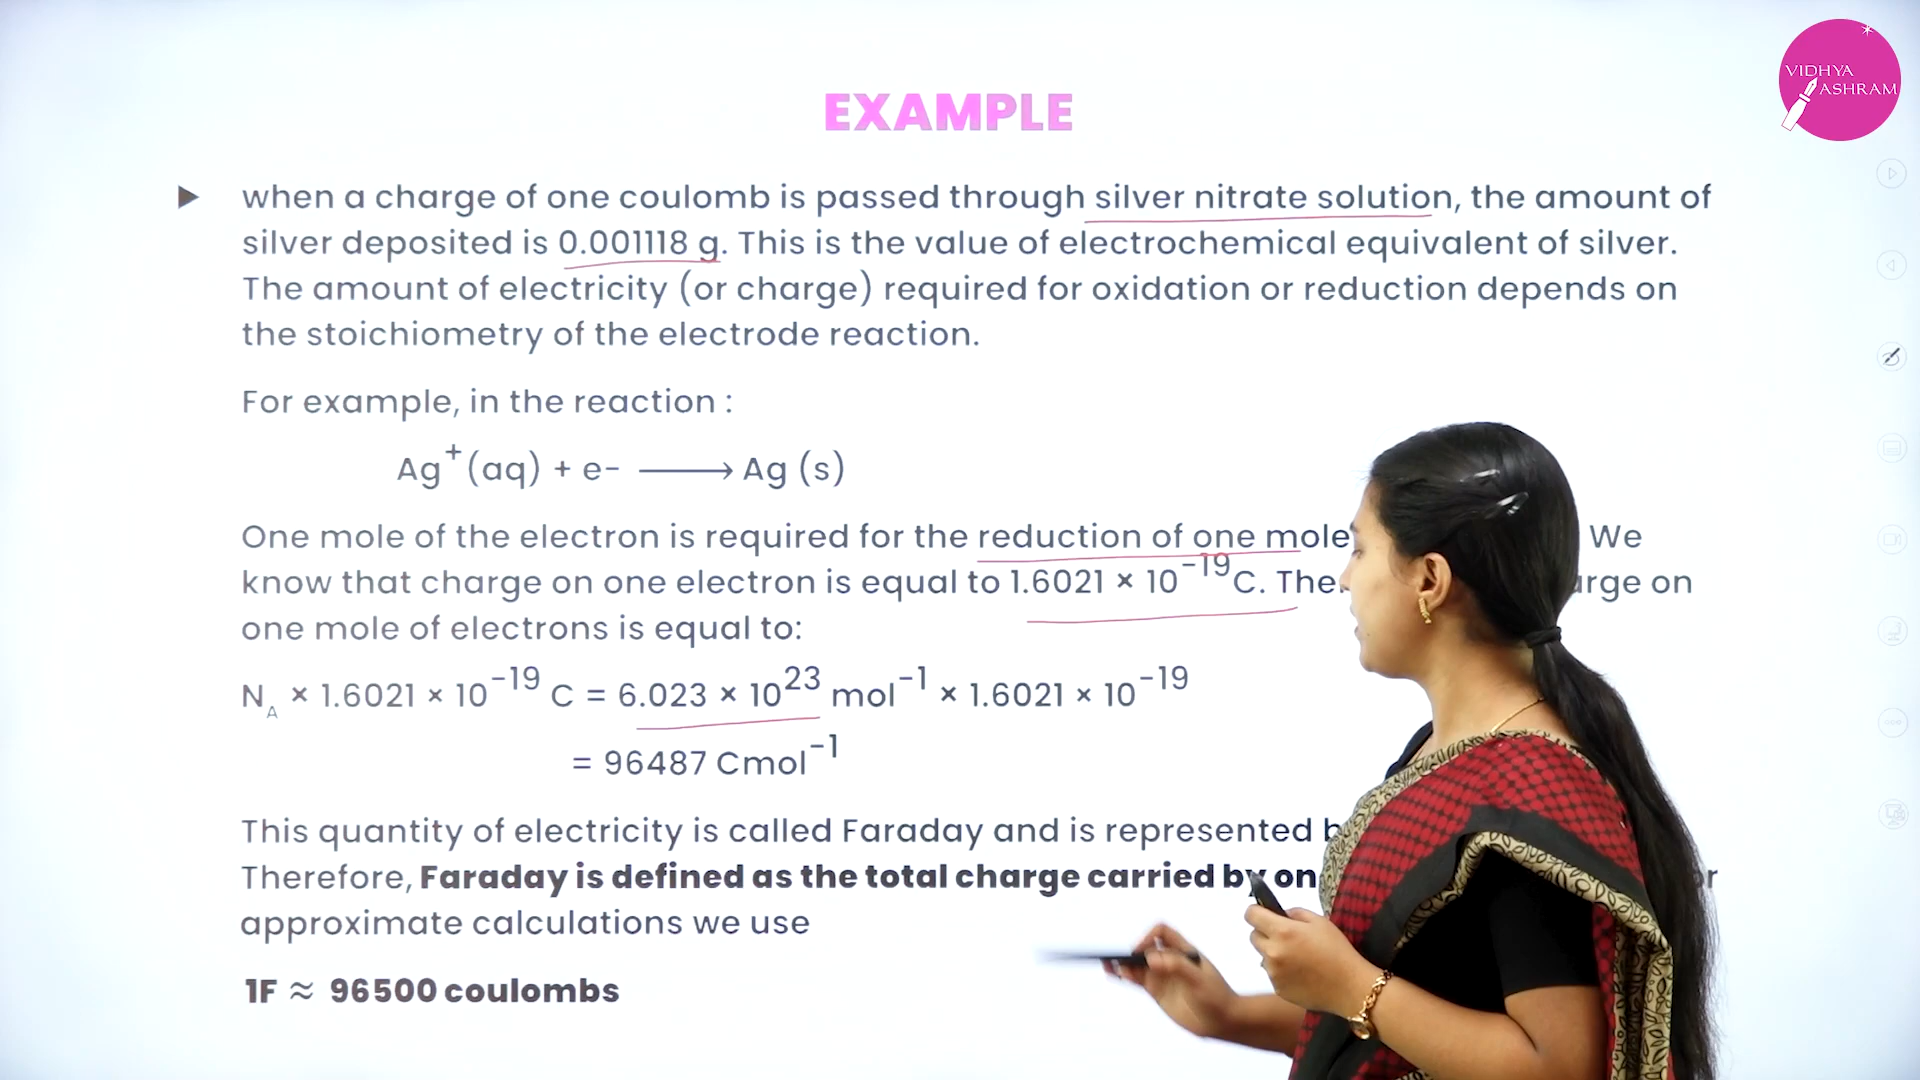 VIDHYA
ASHRAM
EXAMPLE
when a charge of one coulomb is passed through silver nitrate solution, the amount of
silver deposited is 0.001118 g. This is the value of electrochemical equivalent of silver.
The amount of electricity (or charge) required for oxidation or reduction depends on
the stoichiometry of the electrode reaction.
For example, in the reaction :
Ag⁺(aq) + e- ⟶ Ag (s)
One mole of the electron is required for the reduction of one mole We
know that charge on one electron is equal to 1.6021 × 10⁻¹⁹C. on
one mole of electrons is equal to:
N_A × 1.6021 × 10⁻¹⁹ C = 6.023 × 10²³ mol⁻¹ × 1.6021 × 10⁻¹⁹
= 96487 Cmol⁻¹
This quantity of electricity is called Faraday and is represented
Therefore, Faraday is defined as the total charge carried by
approximate calculations we use
1F ≈ 96500 coulombs